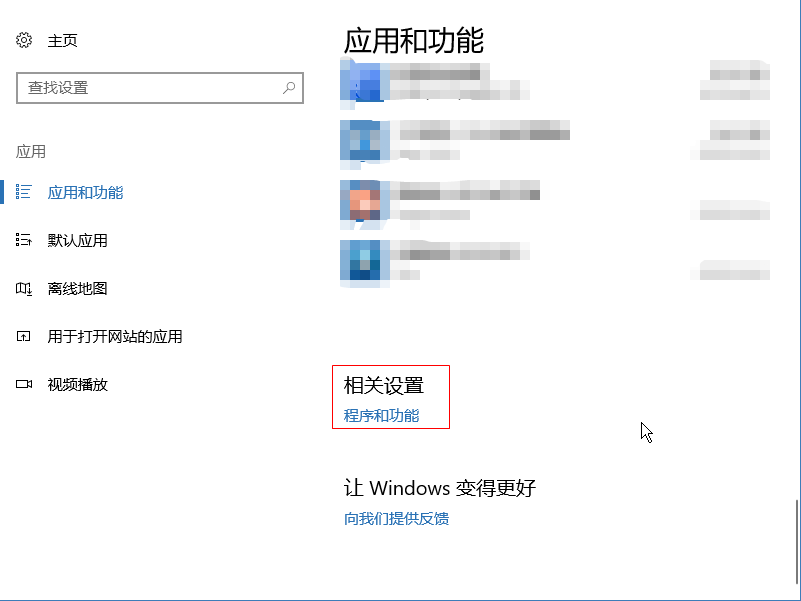 主页
查找设置
应用
应用和功能
默认应用
离线地图
用于打开网站的应用
视频播放
应用和功能
相关设置
程序和功能
让 Windows 变得更好
向我们提供反馈